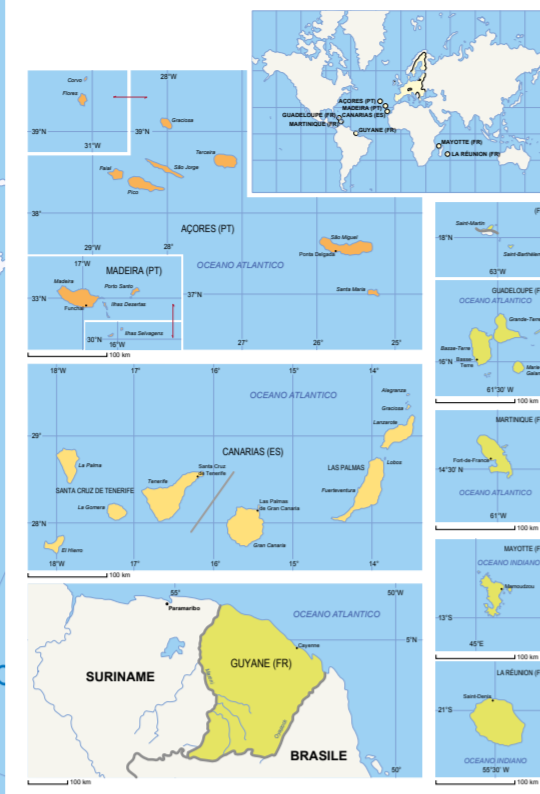 AÇORES (PT)
MADEIRA (PT)
GUADELOUPE (FR)
CANARIAS (ES)
MARTINIQUE (FR)
GUYANE (FR)
MAYOTTE (FR)
LA RÉUNION (FR)
Corvo
Flores
28°W
39°N
31°W
39°N
Graciosa
Terceira
Faial
São Jorge
Pico
38°
AÇORES (PT)
29°W
28°
São Miguel
Ponta Delgada
OCEANO ATLANTICO
Santa Maria
37°N
17°W
MADEIRA (PT)
Madeira
Porto Santo
33°N
Funchal
Ilhas Desertas
Ilhas Selvagens
30°N
16°W
27°
26°
25°
100 km
18°W
17°
16°
15°
14°
OCEANO ATLANTICO
Alegranza
Graciosa
Lanzarote
29°
CANARIAS (ES)
La Palma
Santa Cruz
de Tenerife
LAS PALMAS
Lobos
SANTA CRUZ DE TENERIFE
Tenerife
Fuerteventura
La Gomera
Las Palmas
de Gran Canaria
28°N
El Hierro
Gran Canaria
18°
17°
16°
15°
14°
100 km
55°
50°W
Paramaribo
OCEANO ATLANTICO
5°N
Cayenne
GUYANE (FR)
SURINAME
BRASILE
50°
100 km
(F
Saint-Martin
18°N
Saint-Barthélem
63°W
GUADELOUPE (F
OCEANO ATLANTICO
Grande-Terre
Basse-Terre
Basse-
Terre
16°N
Marie
Galan
61°30' W
100 km
MARTINIQUE (F
Fort-de-France
14°30' N
OCEANO ATLANTICO
61°W
100 km
MAYOTTE (F
OCEANO INDIANO
Mamoudzou
13°S
45°E
100 km
LA RÉUNION (F
Saint-Denis
21°S
OCEANO INDIANO
55°30' W
100 km